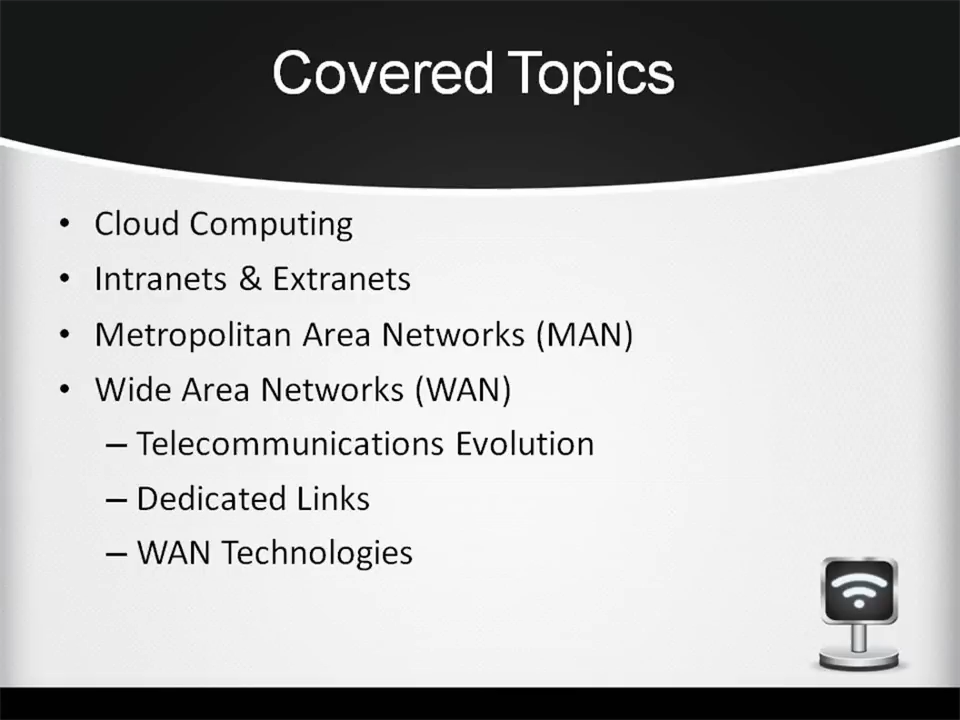 Covered Topics
• Cloud Computing
• Intranets & Extranets
• Metropolitan Area Networks (MAN)
• Wide Area Networks (WAN)
– Telecommunications Evolution
– Dedicated Links
– WAN Technologies